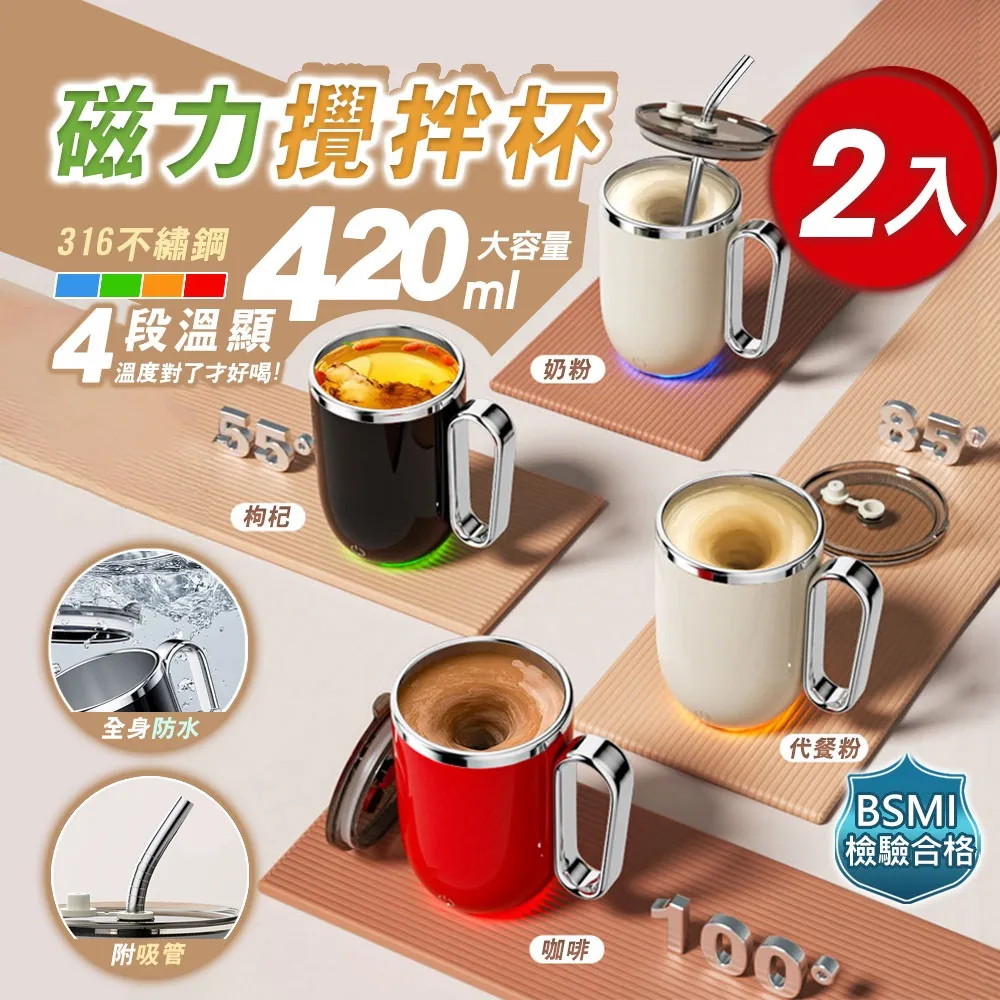 磁力攪拌杯
2入
316不繡鋼
420ml
大容量
4段溫顯
溫度對了才好喝!
奶粉
55°
85°
枸杞
全身防水
代餐粉
BSMI
檢驗合格
附吸管
咖啡
100°